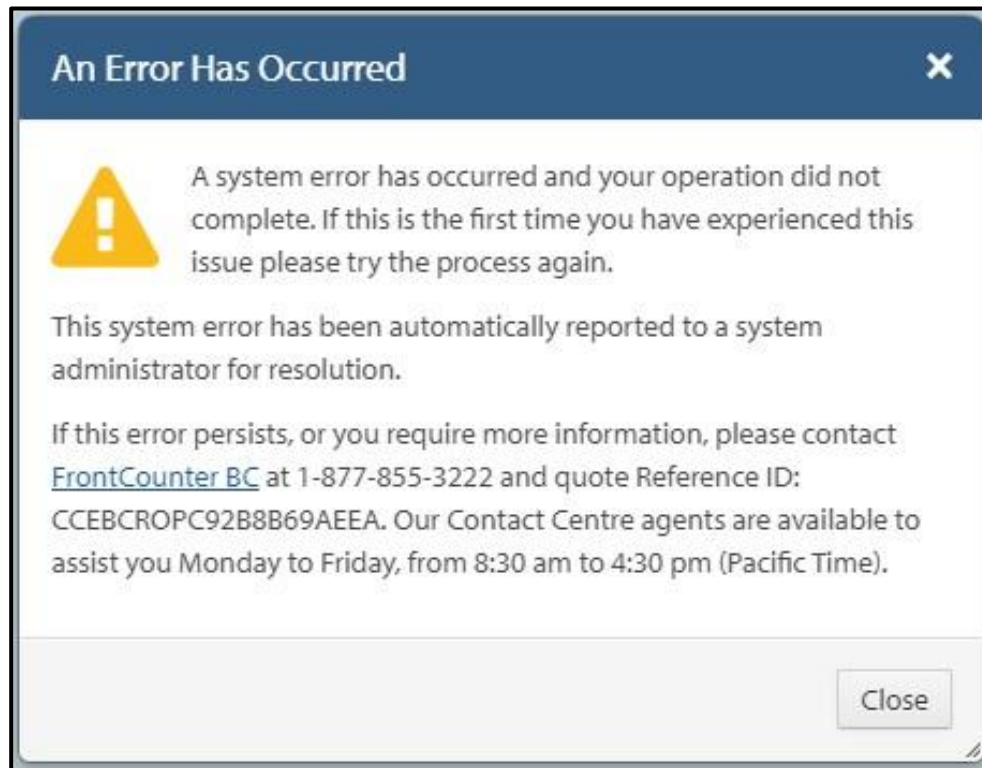 An Error Has Occurred
A system error has occurred and your operation did not
complete. If this is the first time you have experienced this
issue please try the process again.
This system error has been automatically reported to a system
administrator for resolution.
If this error persists, or you require more information, please contact
FrontCounter BC at 1-877-855-3222 and quote Reference ID:
CCEBCROPC92B8B69AEEA. Our Contact Centre agents are available to
assist you Monday to Friday, from 8:30 am to 4:30 pm (Pacific Time).
Close